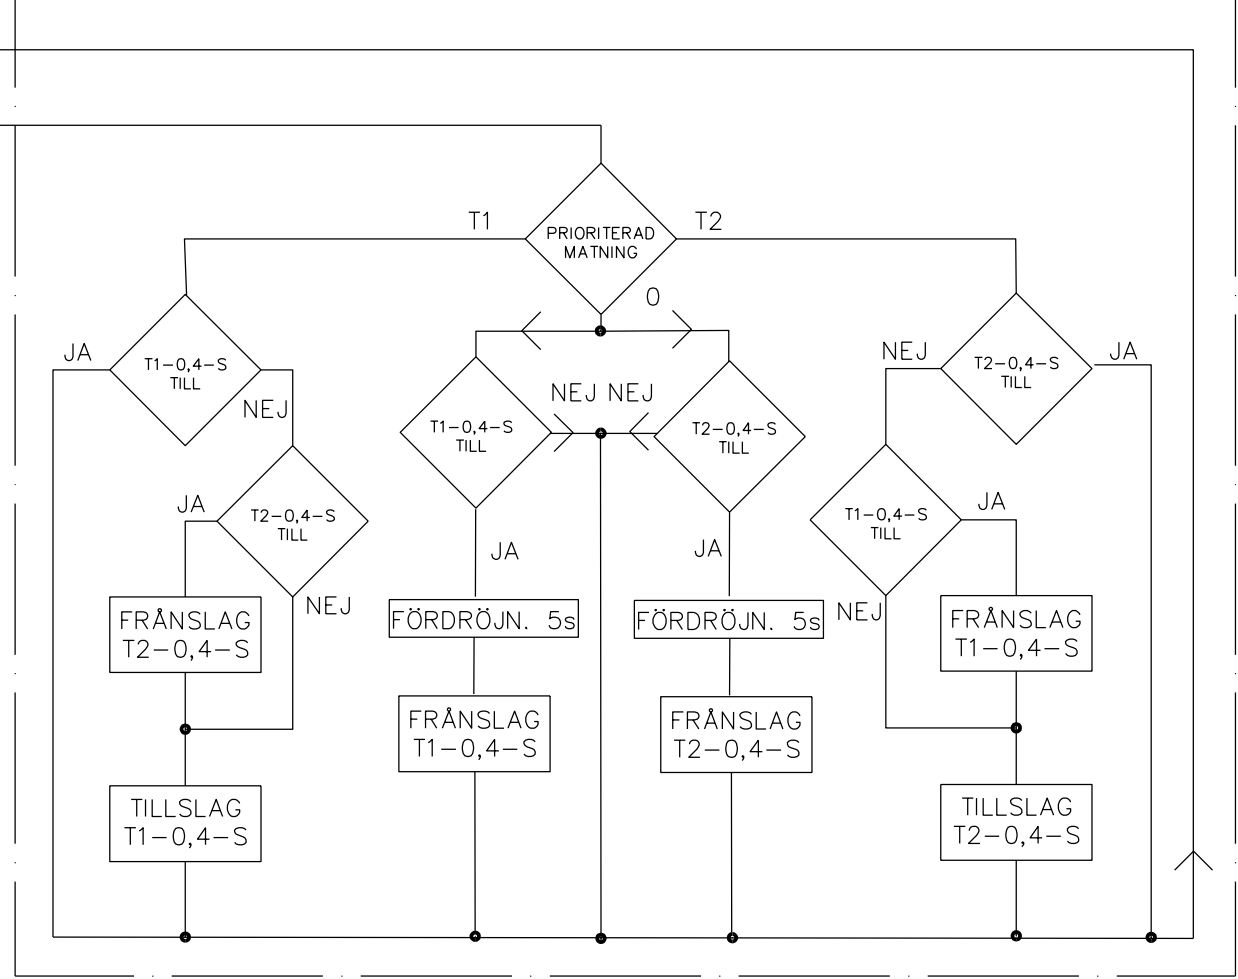 T1
T2
PRIORITERAD
MATNING
0
JA
T1-0,4-S
TILL
NEJ
NEJ NEJ
T1-0,4-S
TILL
T2-0,4-S
TILL
NEJ
T2-0,4-S
TILL
JA
JA
T2-0,4-S
TILL
NEJ
JA
JA
T1-0,4-S
TILL
JA
NEJ
FRÅNSLAG
T2-0,4-S
FÖRDRÖJN. 5s
FÖRDRÖJN. 5s
FRÅNSLAG
T1-0,4-S
FRÅNSLAG
T1-0,4-S
FRÅNSLAG
T2-0,4-S
TILLSLAG
T1-0,4-S
TILLSLAG
T2-0,4-S